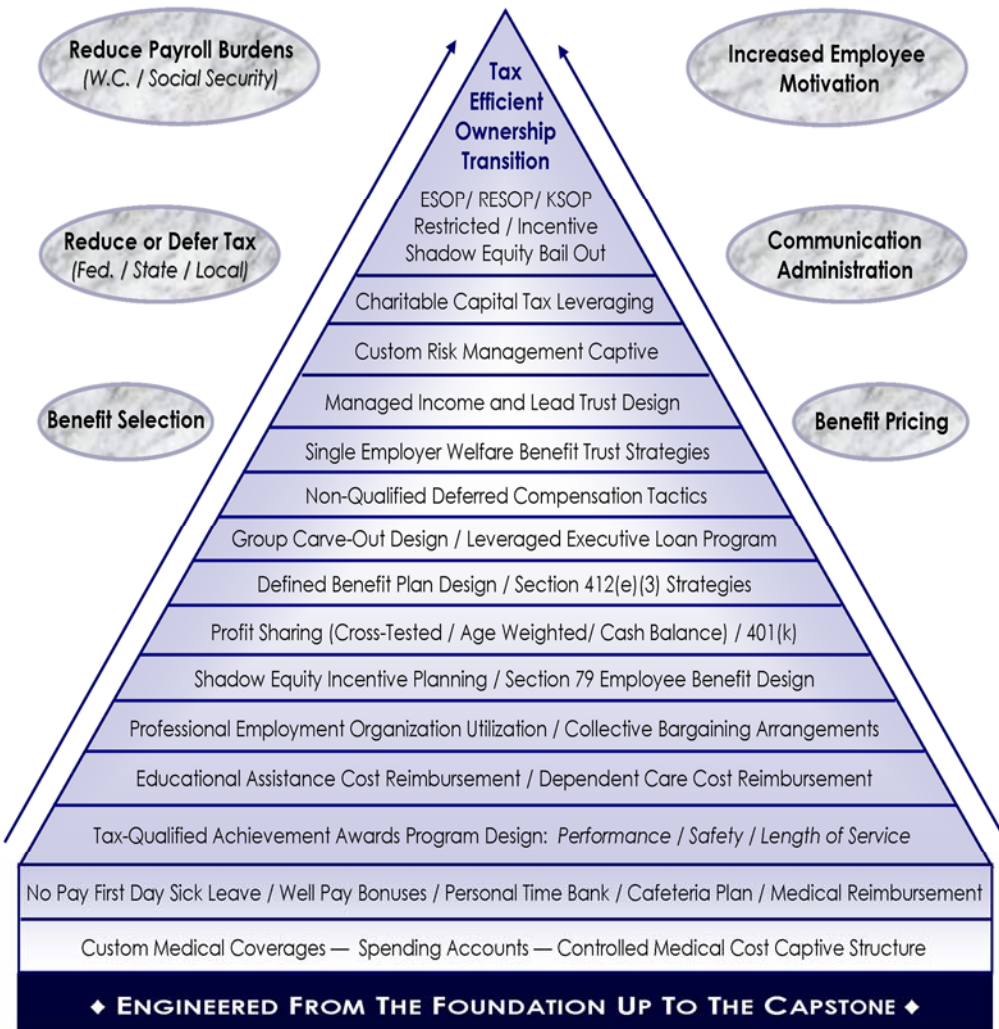 Reduce Payroll Burdens
(W.C. / Social Security)
Increased Employee
Motivation
Reduce or Defer Tax
(Fed. / State / Local)
Communication
Administration
Benefit Selection
Benefit Pricing
Tax
Efficient
Ownership
Transition
ESOP/ RESOP/ KSOP
Restricted / Incentive
Shadow Equity Bail Out
Charitable Capital Tax Leveraging
Custom Risk Management Captive
Managed Income and Lead Trust Design
Single Employer Welfare Benefit Trust Strategies
Non-Qualified Deferred Compensation Tactics
Group Carve-Out Design / Leveraged Executive Loan Program
Defined Benefit Plan Design / Section 412(e)(3) Strategies
Profit Sharing (Cross-Tested / Age Weighted/ Cash Balance) / 401(k)
Shadow Equity Incentive Planning / Section 79 Employee Benefit Design
Professional Employment Organization Utilization / Collective Bargaining Arrangements
Educational Assistance Cost Reimbursement / Dependent Care Cost Reimbursement
Tax-Qualified Achievement Awards Program Design: Performance / Safety / Length of Service
No Pay First Day Sick Leave / Well Pay Bonuses / Personal Time Bank / Cafeteria Plan / Medical Reimbursement
Custom Medical Coverages — Spending Accounts — Controlled Medical Cost Captive Structure
◆ ENGINEERED FROM THE FOUNDATION UP TO THE CAPSTONE ◆